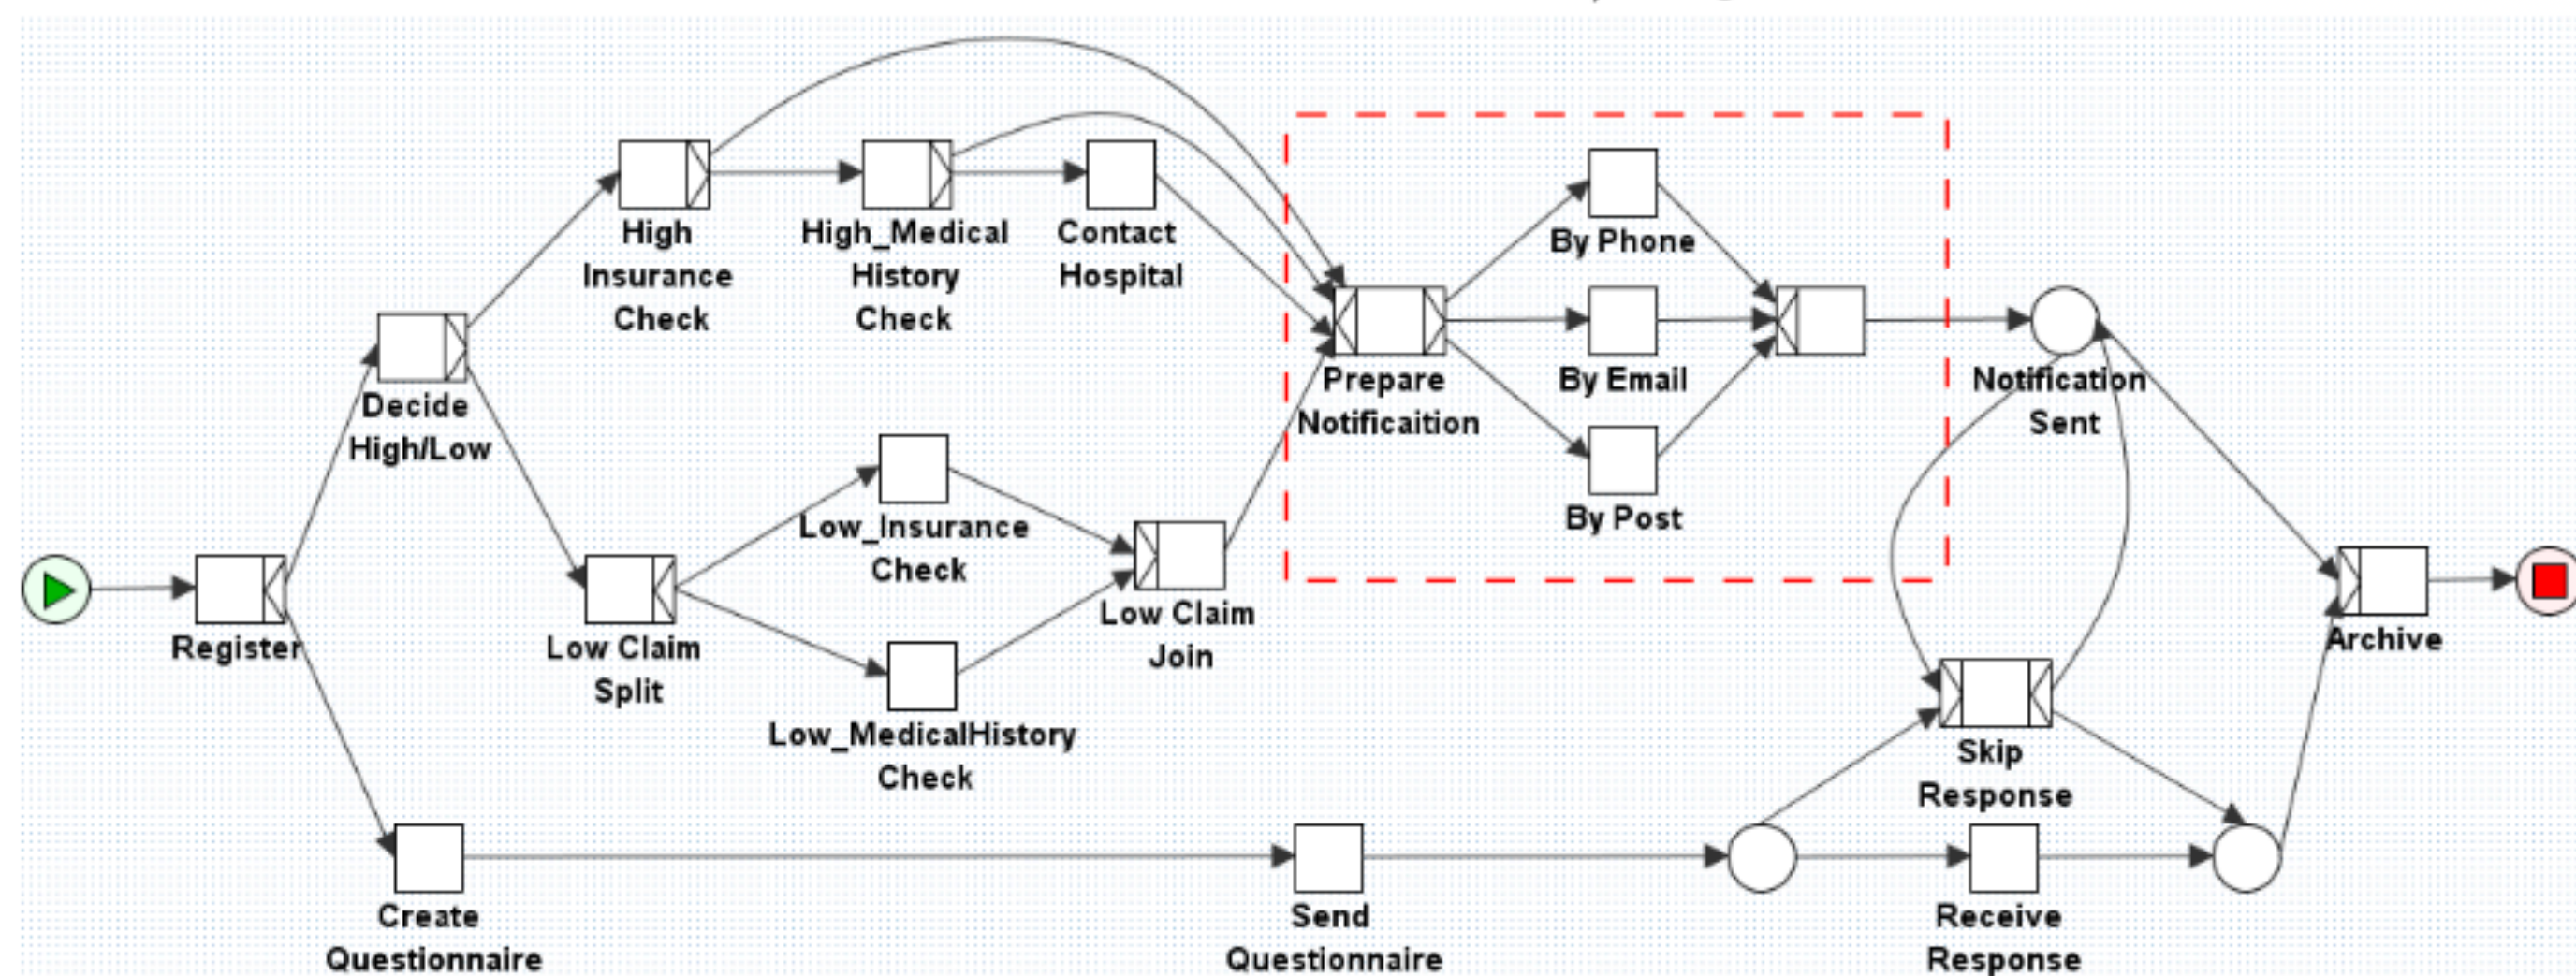 High
Insurance
Check
High_Medical
History
Check
Contact
Hospital
By Phone
Decide
High/Low
Prepare
Notificaition
By Email
Notification
Sent
Low_Insurance
Check
By Post
Register
Low Claim
Split
Low Claim
Join
Archive
Low_MedicalHistory
Check
Skip
Response
Create
Questionnaire
Send
Questionnaire
Receive
Response